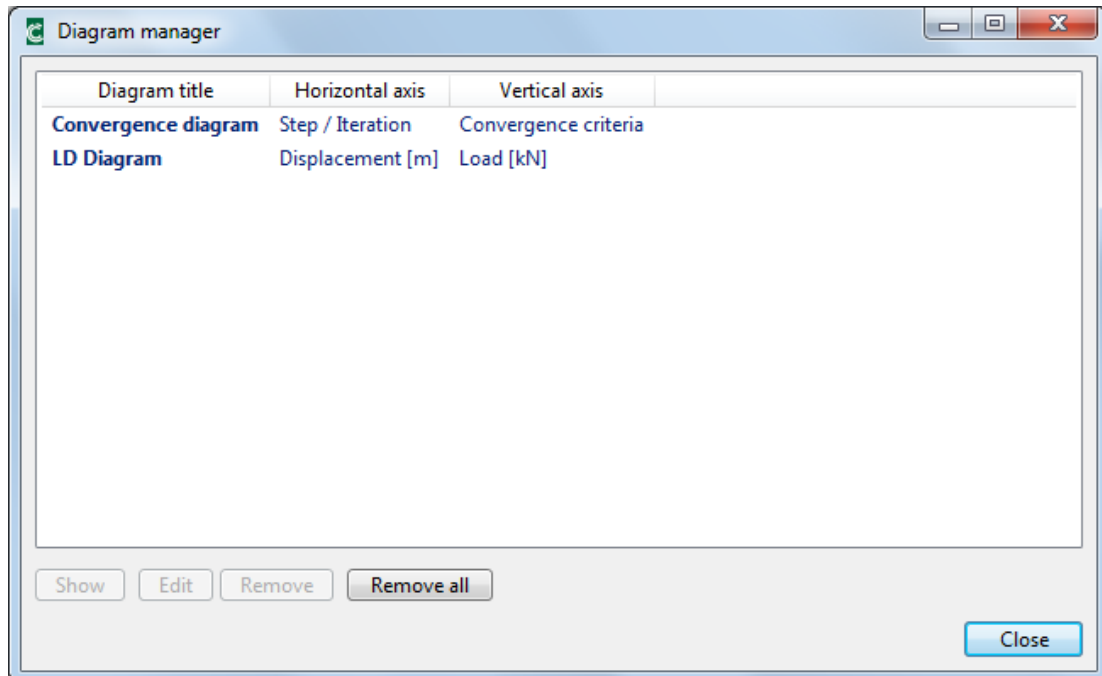 Diagram manager
Diagram title Horizontal axis Vertical axis
Convergence diagram Step / Iteration Convergence criteria
LD Diagram Displacement [m] Load [kN]
Show Edit Remove Remove all
Close